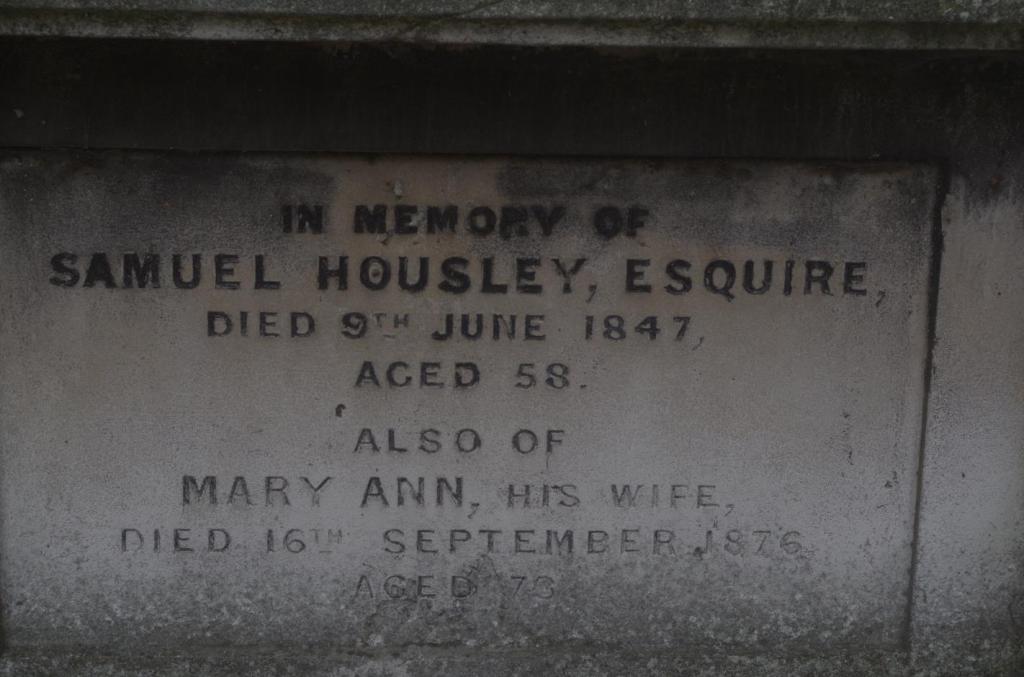 IN MEMORY OF
SAMUEL HOUSLEY, ESQUIRE,
DIED 9TH JUNE 1847,
AGED 58.
ALSO OF
MARY ANN, HIS WIFE,
DIED 16TH SEPTEMBER 1876
AGED 73